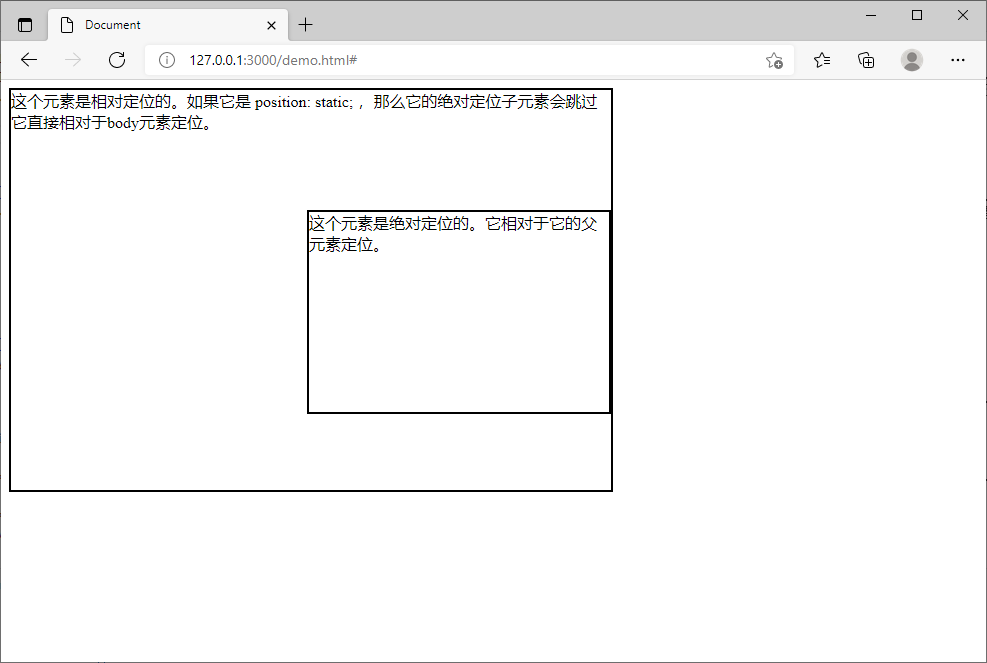 Document
127.0.0.1:3000/demo.html#
这个元素是相对定位的。如果它是 position: static; ，那么它的绝对定位子元素会跳过
它直接相对于body元素定位。
这个元素是绝对定位的。它相对于它的父
元素定位。